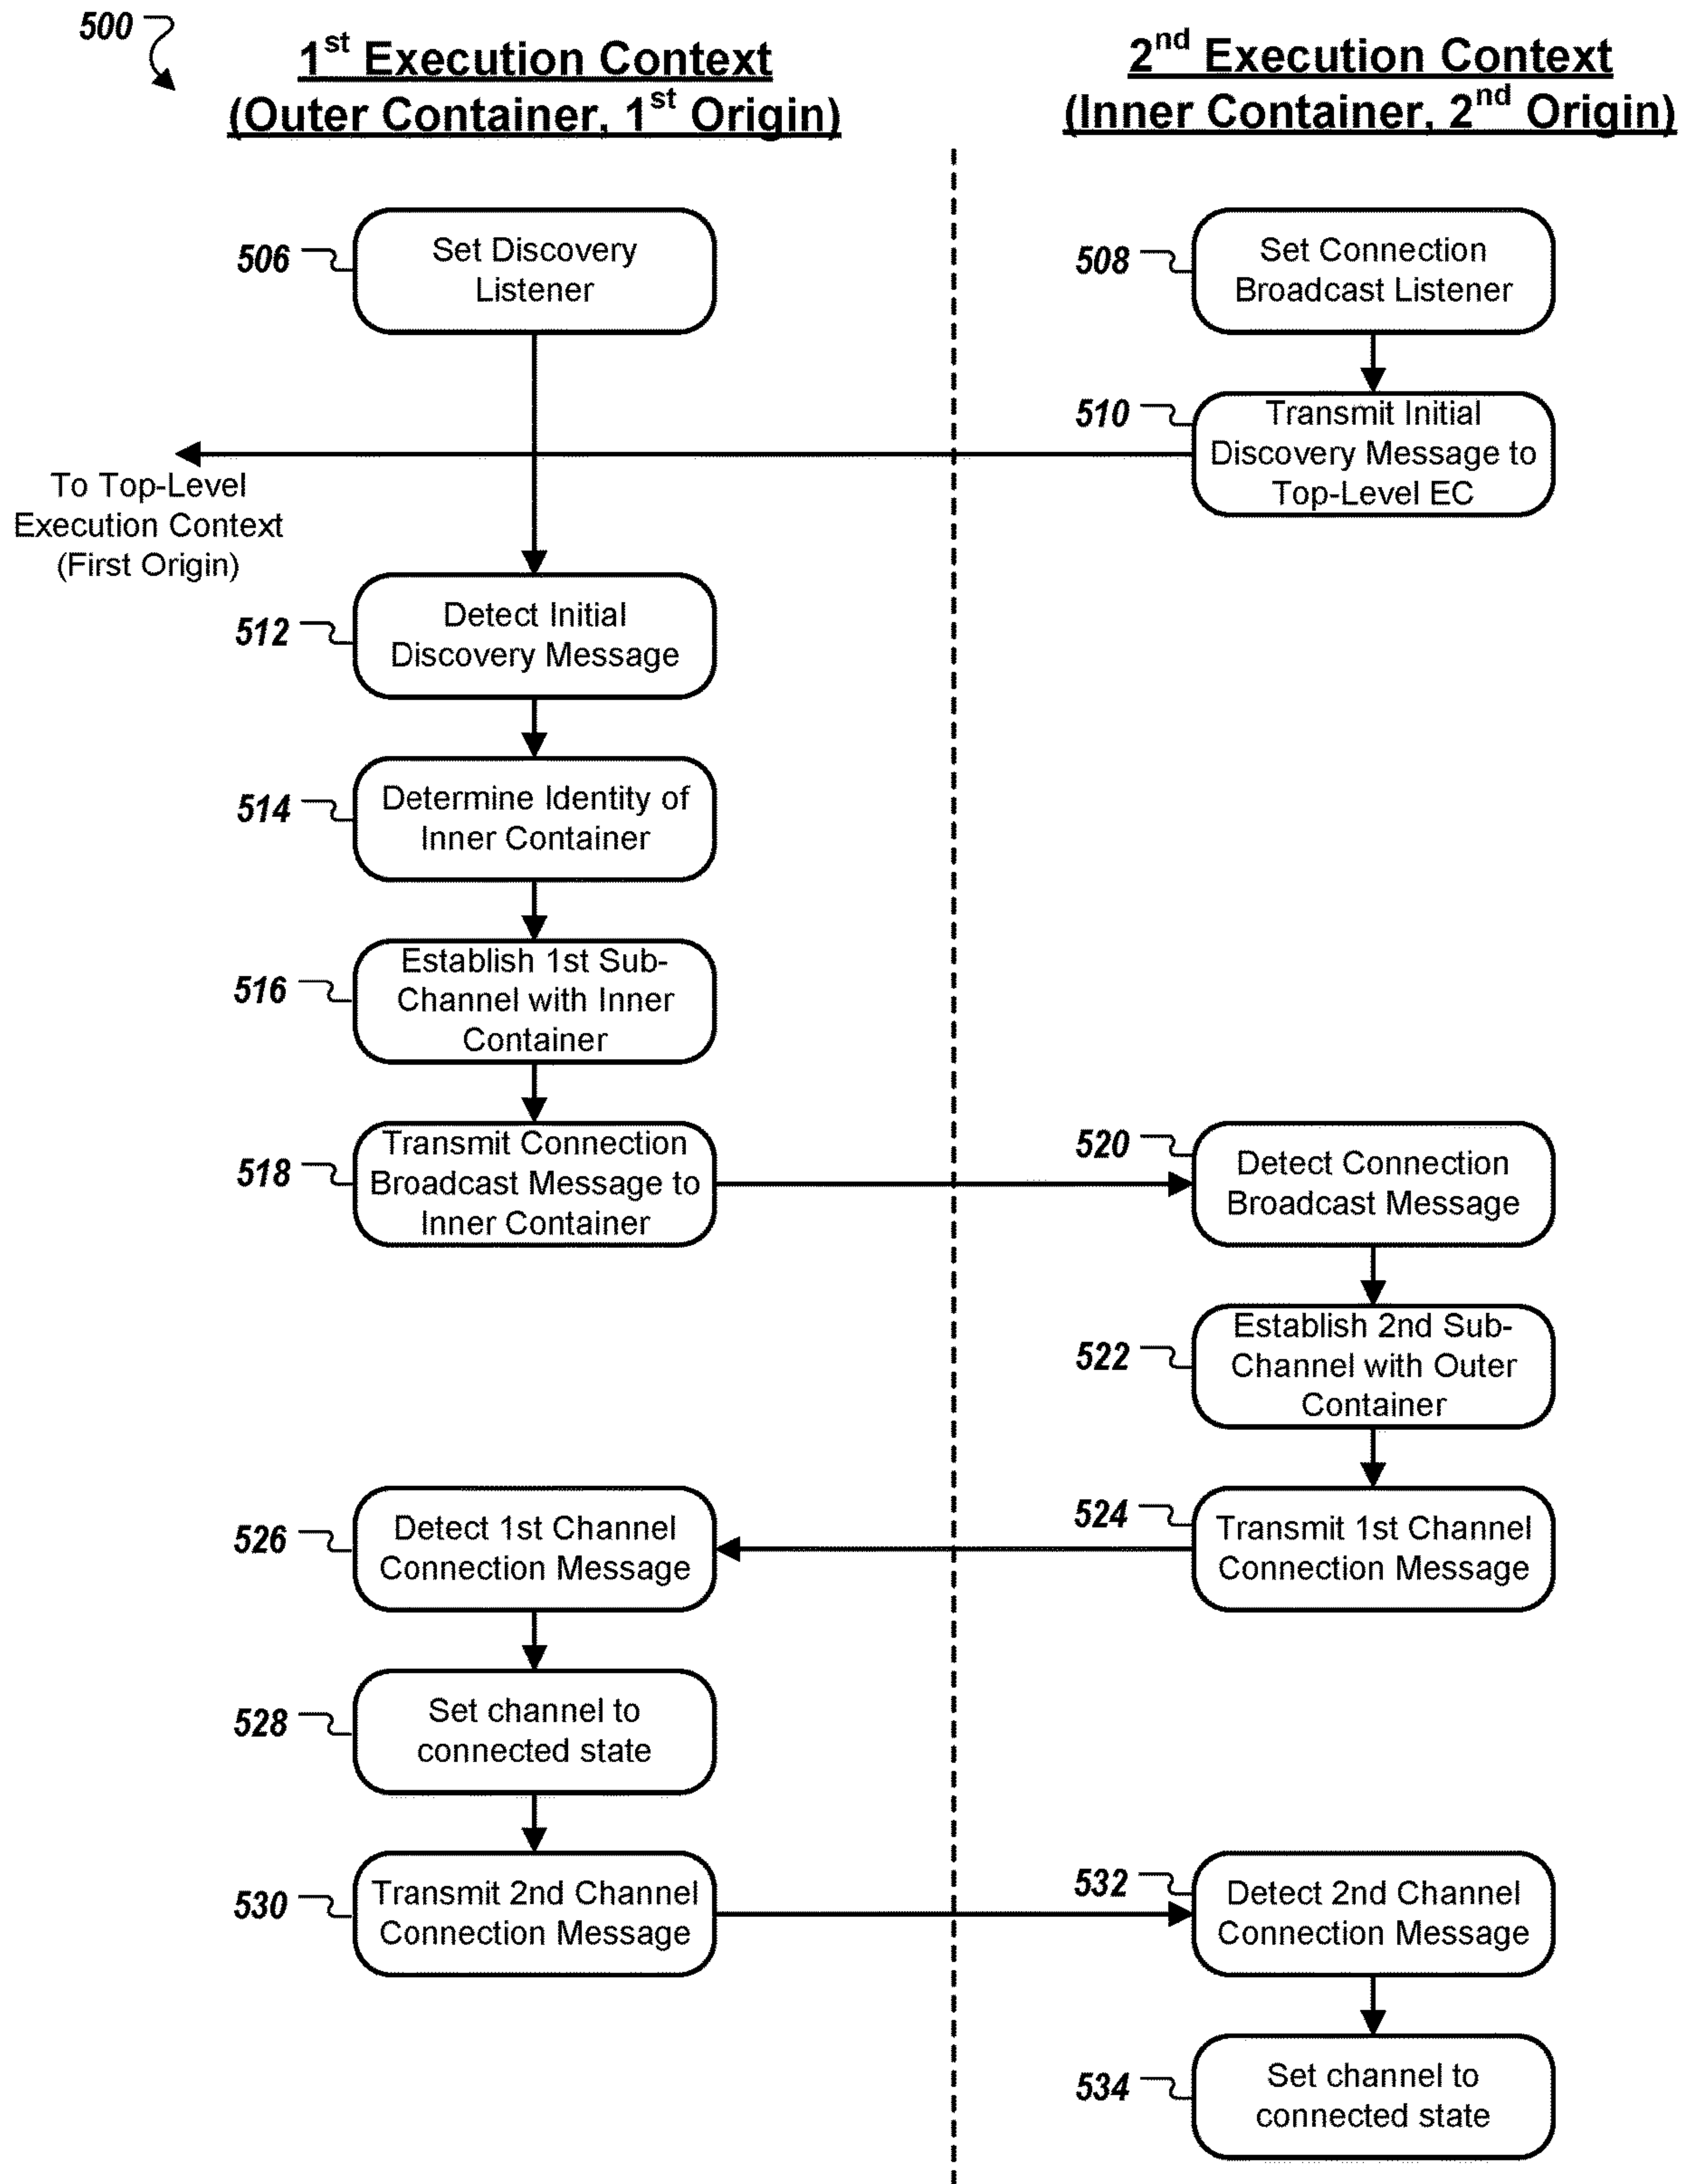 500
1st Execution Context
(Outer Container, 1st Origin)
2nd Execution Context
(Inner Container, 2nd Origin)
506
Set Discovery
Listener
508
Set Connection
Broadcast Listener
510
Transmit Initial
Discovery Message to
Top-Level EC
To Top-Level
Execution Context
(First Origin)
512
Detect Initial
Discovery Message
514
Determine Identity of
Inner Container
516
Establish 1st Sub-
Channel with Inner
Container
518
Transmit Connection
Broadcast Message to
Inner Container
520
Detect Connection
Broadcast Message
522
Establish 2nd Sub-
Channel with Outer
Container
524
Transmit 1st Channel
Connection Message
526
Detect 1st Channel
Connection Message
528
Set channel to
connected state
530
Transmit 2nd Channel
Connection Message
532
Detect 2nd Channel
Connection Message
534
Set channel to
connected state